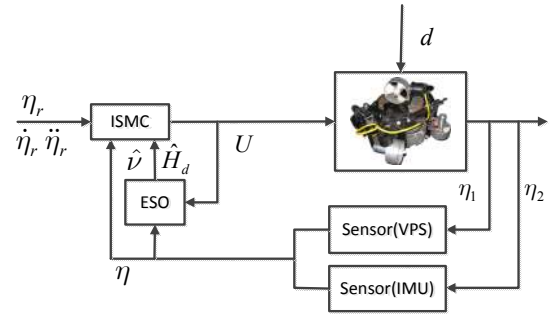 d
η_r
η̇_r η̈_r
ISMC
ν̂ Ĥ_d
U
ESO
η_1 η_2
Sensor(VPS)
η
Sensor(IMU)